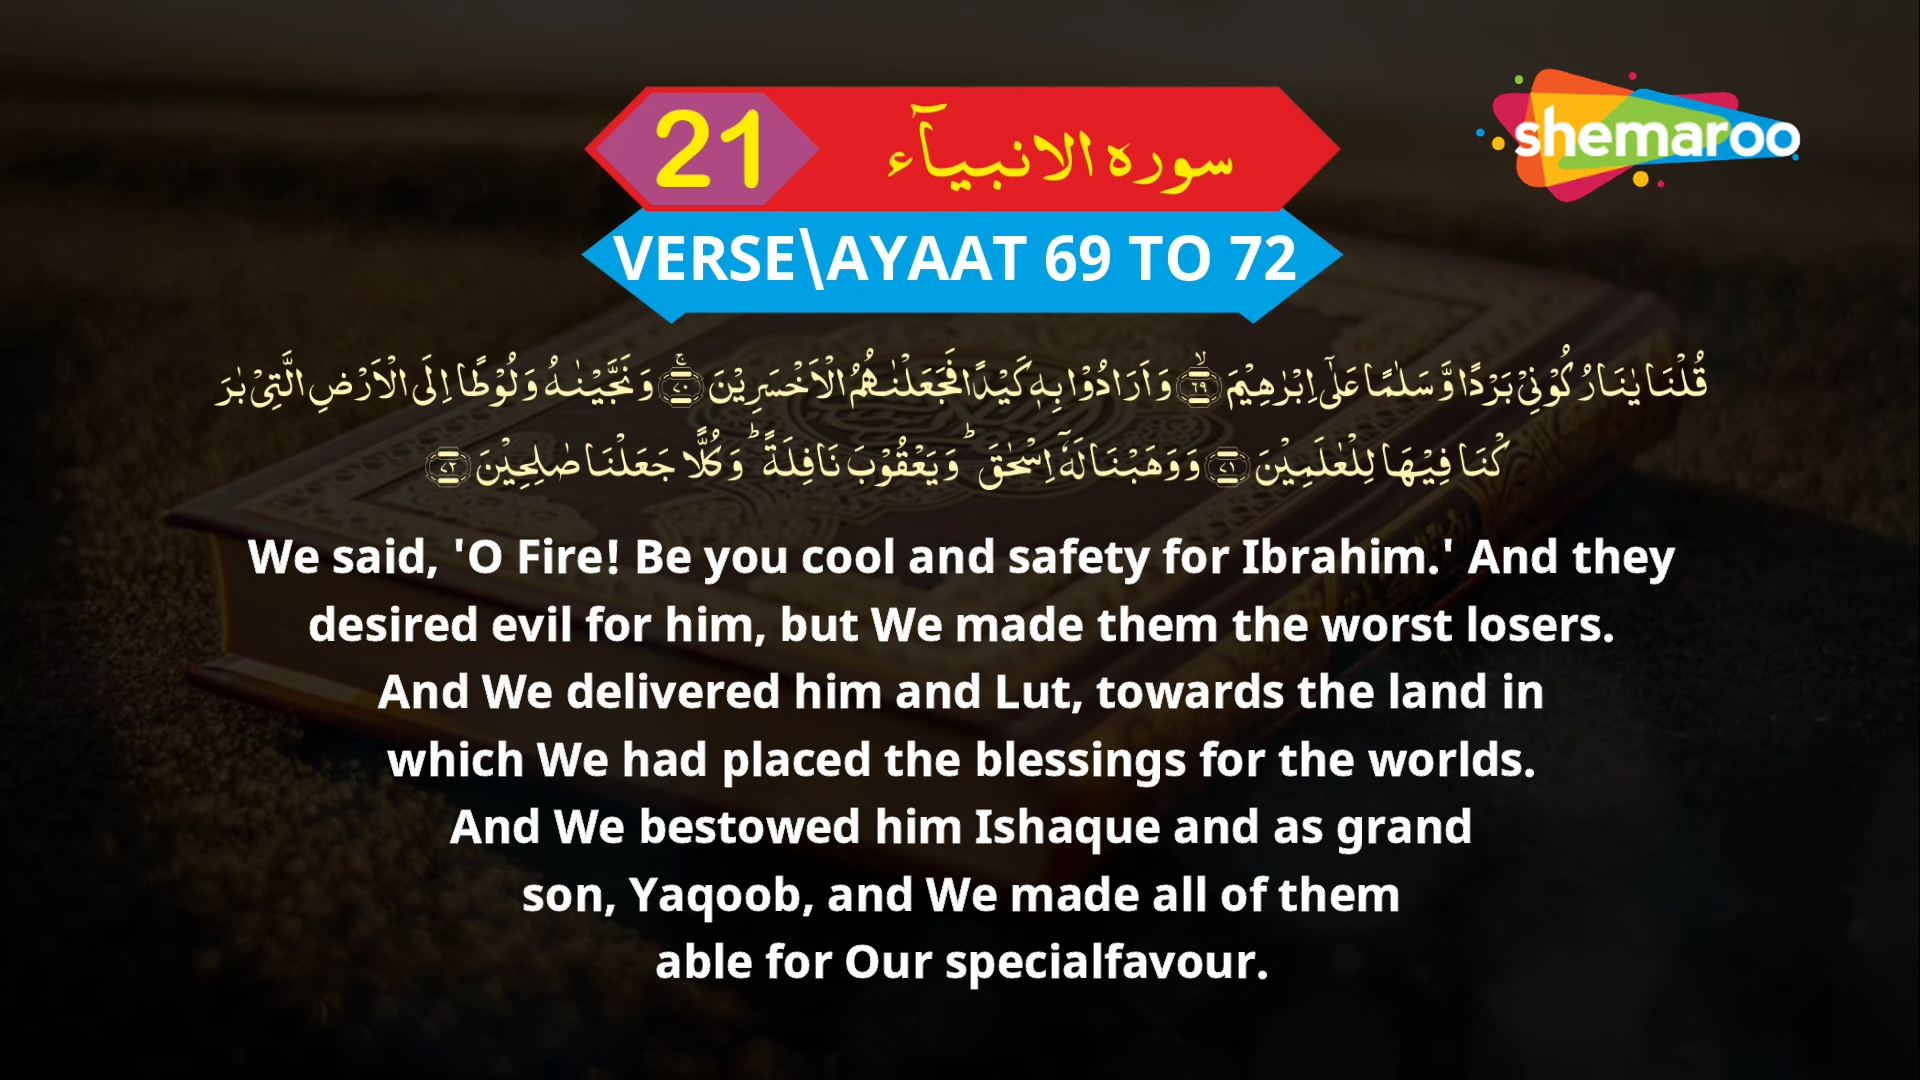 21 سورہ الانبیآء
shemaroo
VERSE\AYAAT 69 TO 72
قُلْنَا یٰنَارُ كُوْنِیْ بَرْدًا وَّ سَلٰمًا عَلٰۤى اِبْرٰهِیْمَۙ۝۶۹ وَ اَرَادُوْا بِهٖ كَیْدًا فَجَعَلْنٰهُمُ الْاَخْسَرِیْنَۚ۝۷۰ وَ نَجَّیْنٰهُ وَ لُوْطًا اِلَى الْاَرْضِ الَّتِیْ بٰرَ
كْنَا فِیْهَا لِلْعٰلَمِیْنَ۝۷۱ وَ وَهَبْنَا لَهٗۤ اِسْحٰقَؕ وَ یَعْقُوْبَ نَافِلَةًؕ وَ كُلًّا جَعَلْنَا صٰلِحِیْنَ۝۷۲
We said, 'O Fire! Be you cool and safety for Ibrahim.' And they
desired evil for him, but We made them the worst losers.
And We delivered him and Lut, towards the land in
which We had placed the blessings for the worlds.
And We bestowed him Ishaque and as grand
son, Yaqoob, and We made all of them
able for Our specialfavour.